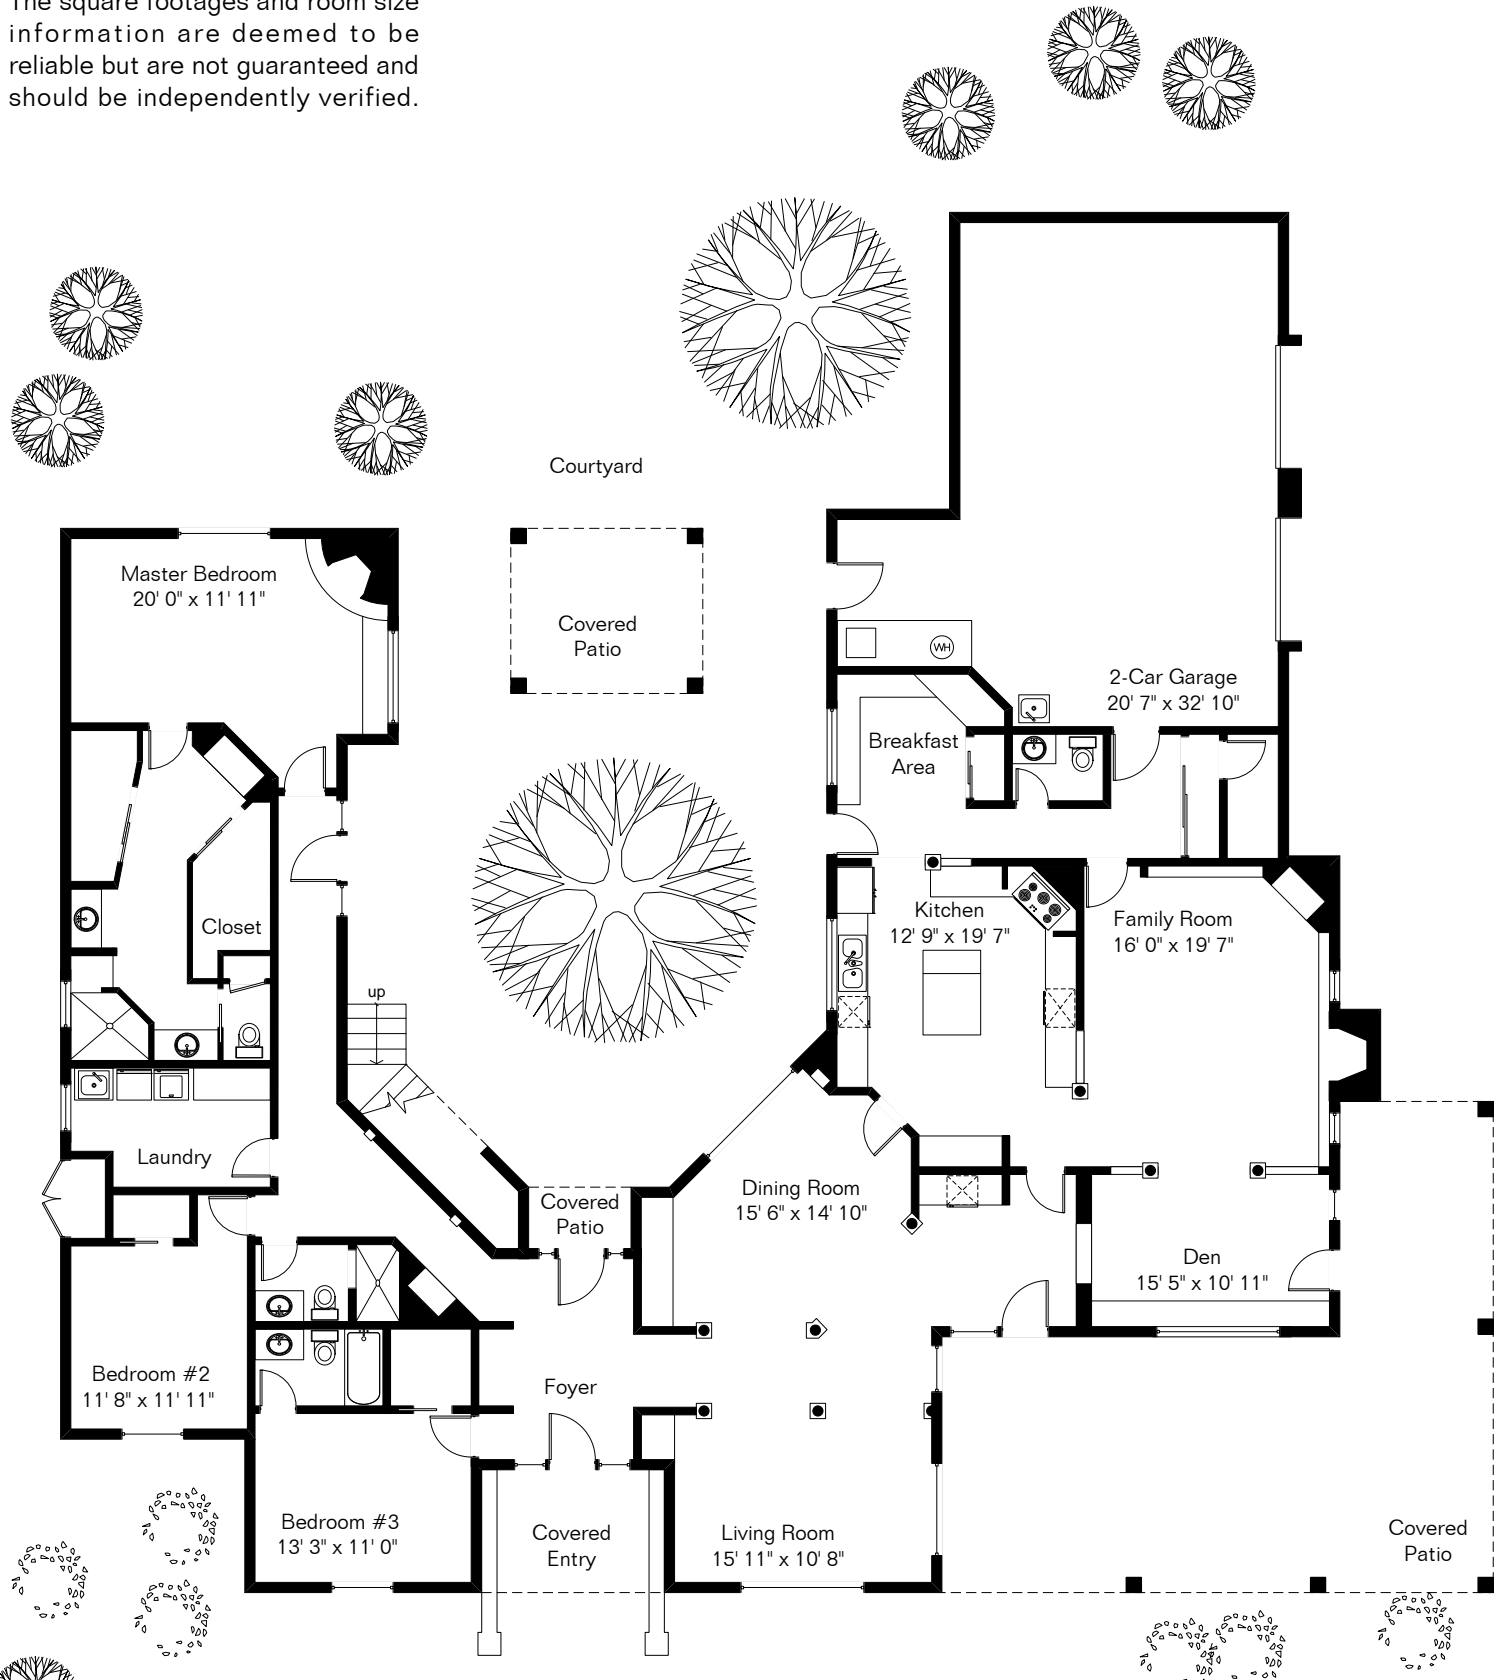 The square footages and room size
information are deemed to be
reliable but are not guaranteed and
should be independently verified.
Courtyard
Master Bedroom
20' 0" x 11' 11"
Covered
Patio
WH
2-Car Garage
20' 7" x 32' 10"
Breakfast
Area
Closet
Kitchen
12' 9" x 19' 7"
Family Room
16' 0" x 19' 7"
up
Laundry
Covered
Patio
Dining Room
15' 6" x 14' 10"
Den
15' 5" x 10' 11"
Bedroom #2
11' 8" x 11' 11"
Foyer
Bedroom #3
13' 3" x 11' 0"
Covered
Entry
Living Room
15' 11" x 10' 8"
Covered
Patio